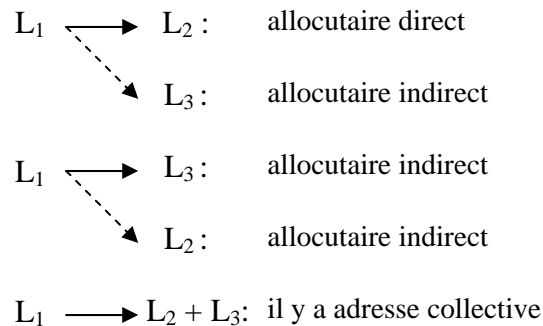 L₁ → L₂ : allocutaire direct
L₃ : allocutaire indirect
L₁ → L₃ : allocutaire indirect
L₂ : allocutaire indirect
L₁ → L₂ + L₃: il y a adresse collective